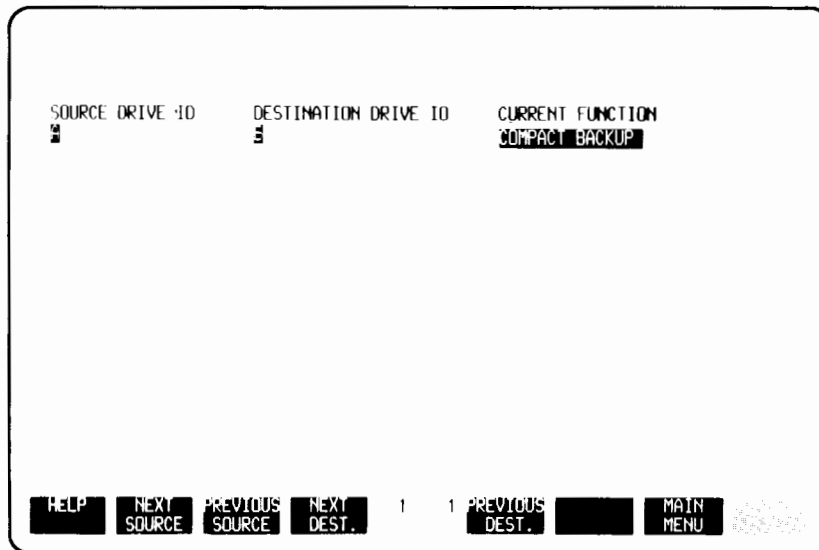 SOURCE DRIVE ID DESTINATION DRIVE ID CURRENT FUNCTION
A COMPACT BACKUP
HELP NEXT PREVIOUS NEXT 1 1 PREVIOUS MAIN
SOURCE SOURCE DEST. DEST. MENU